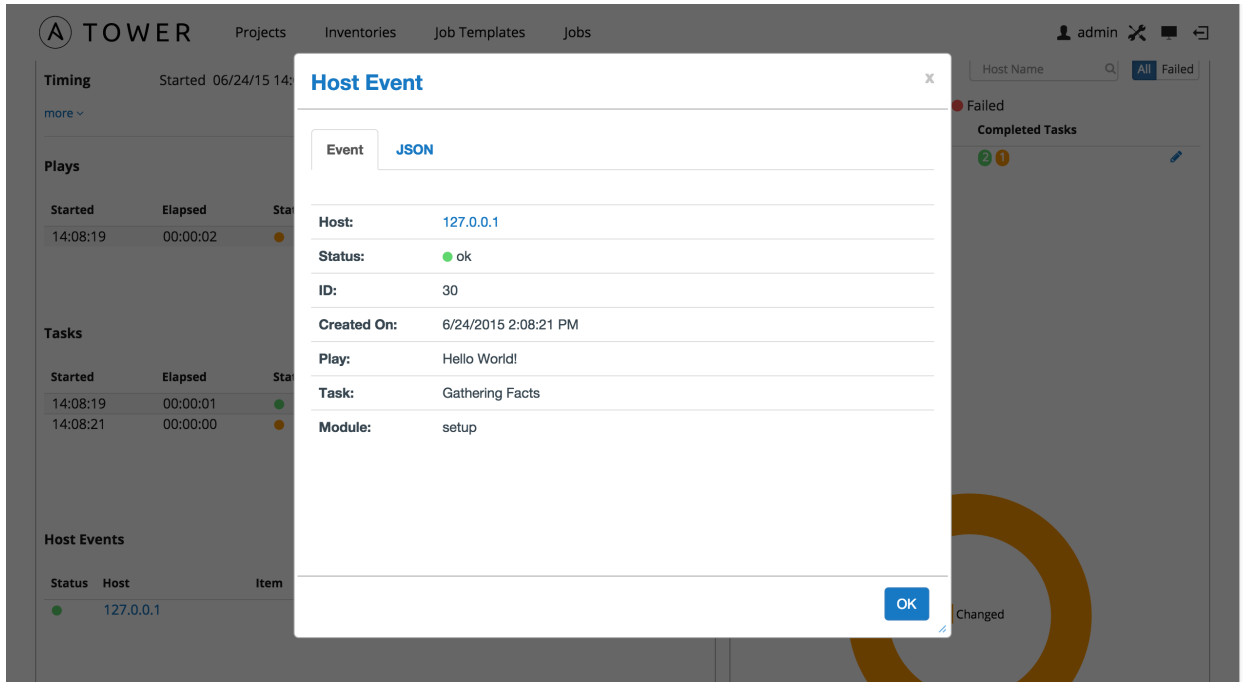 TOWER Projects Inventories Job Templates Jobs admin
Timing Started 06/24/15 14:
more
Host Name All Failed
Failed
Completed Tasks
2 1
Plays
Started Elapsed Stat
14:08:19 00:00:02
Tasks
Started Elapsed Stat
14:08:19 00:00:01
14:08:21 00:00:00
Host Events
Status Host Item
127.0.0.1
Host Event x
Event JSON
Host: 127.0.0.1
Status: ok
ID: 30
Created On: 6/24/2015 2:08:21 PM
Play: Hello World!
Task: Gathering Facts
Module: setup
OK
Changed